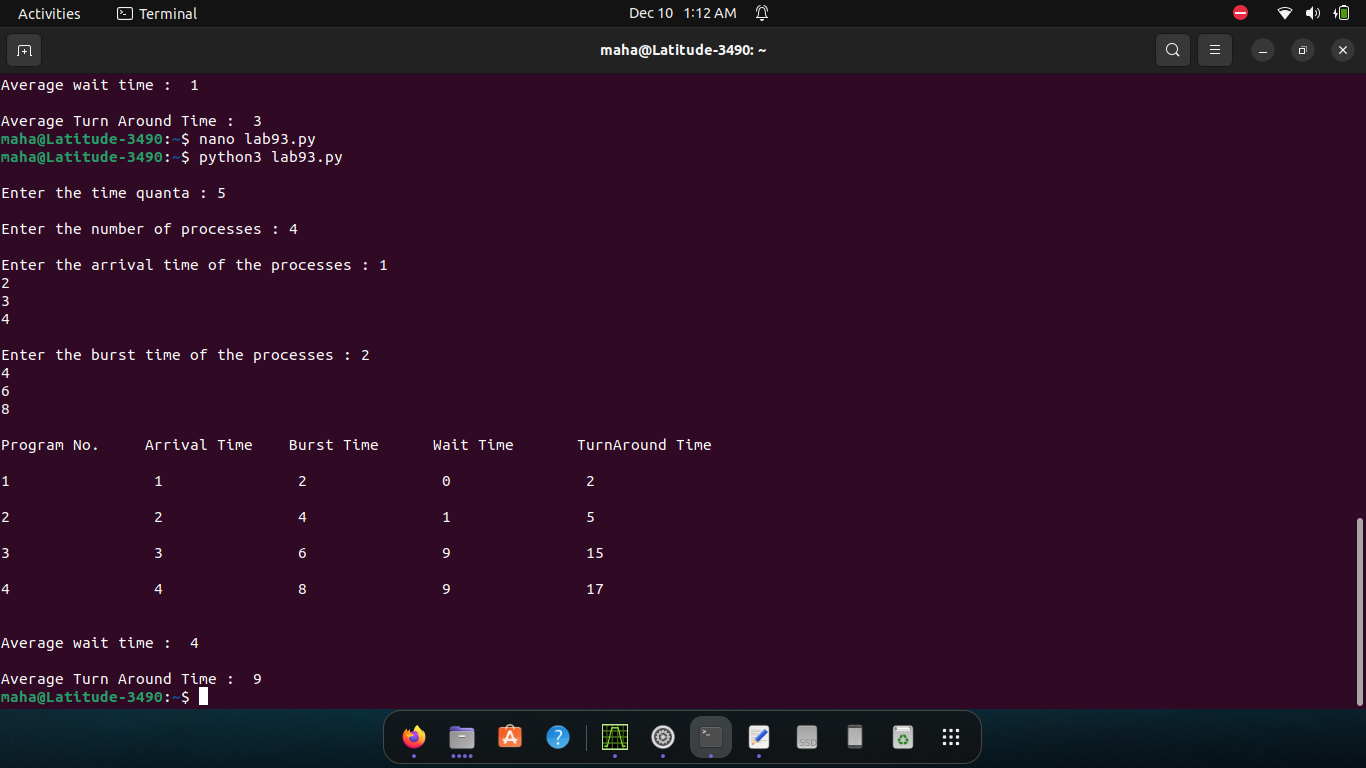 Activities Terminal Dec 10 1:12 AM
maha@Latitude-3490: ~
Average wait time :  1
Average Turn Around Time :  3
maha@Latitude-3490:~$ nano lab93.py
maha@Latitude-3490:~$ python3 lab93.py
Enter the time quanta : 5
Enter the number of processes : 4
Enter the arrival time of the processes : 1
2
3
4
Enter the burst time of the processes : 2
4
6
8
Program No.     Arrival Time    Burst Time      Wait Time       TurnAround Time
1                1               2               0               2
2                2               4               1               5
3                3               6               9               15
4                4               8               9               17
Average wait time :  4
Average Turn Around Time :  9
maha@Latitude-3490:~$
SSD